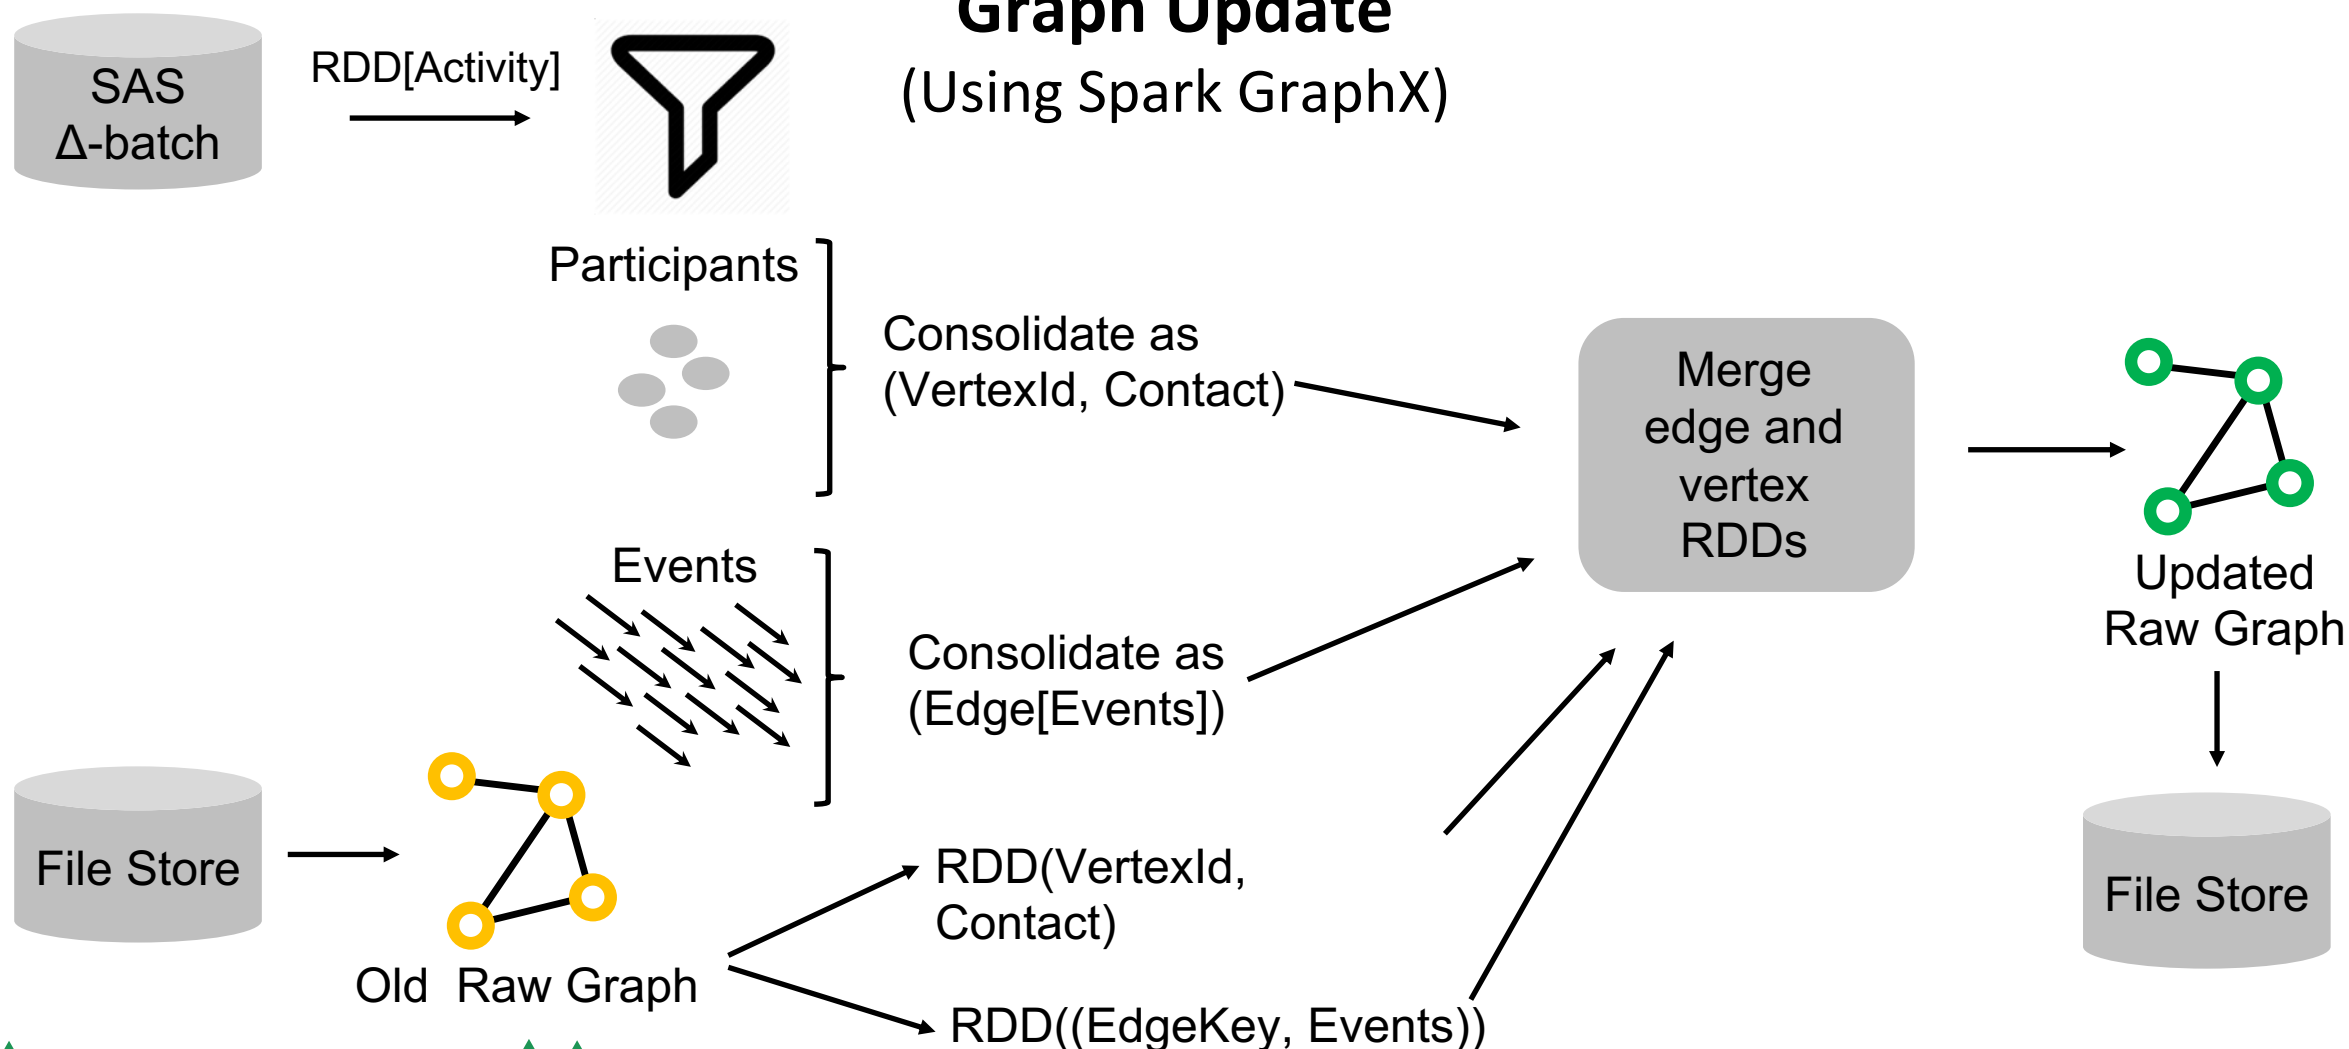 Graph Update
(Using Spark GraphX)
SAS
Δ-batch
RDD[Activity]
Participants
Consolidate as
(VertexId, Contact)
Merge
edge and
vertex
RDDs
Events
Consolidate as
(Edge[Events])
Updated
Raw Graph
File Store
Old  Raw Graph
RDD(VertexId,
Contact)
RDD((EdgeKey, Events))
File Store